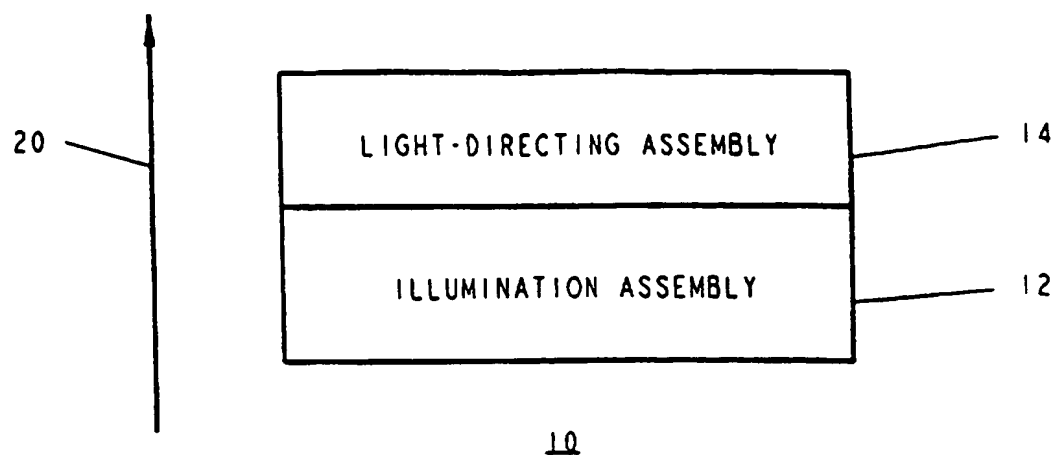 20
LIGHT-DIRECTING ASSEMBLY
14
ILLUMINATION ASSEMBLY
12
10